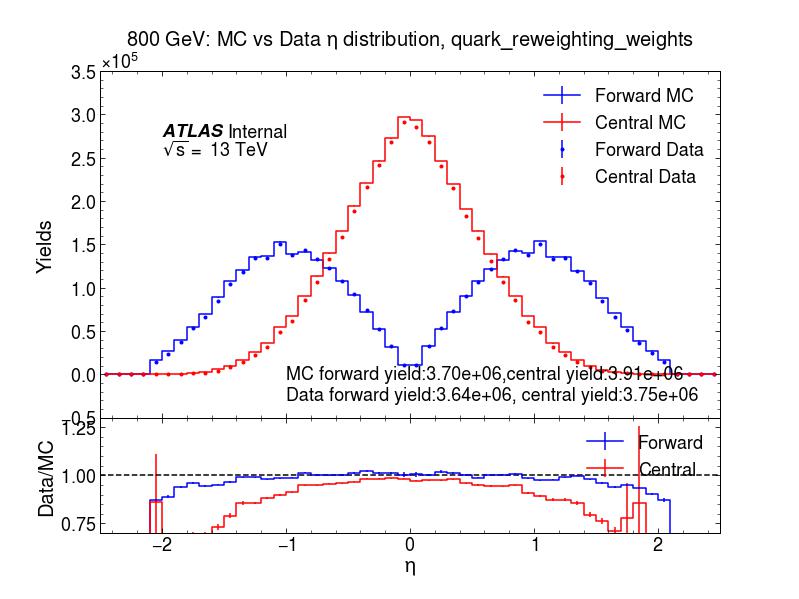 800 GeV: MC vs Data η distribution, quark_reweighting_weights
×10⁵
3.5
3.0
2.5
2.0
1.5
1.0
0.5
0.0
0.5
Yields
ATLAS Internal
√s = 13 TeV
Forward MC
Central MC
Forward Data
Central Data
MC forward yield:3.70e+06,central yield:3.91e+06
Data forward yield:3.64e+06, central yield:3.75e+06
1.25
1.00
0.75
Data/MC
Forward
Central
−2 −1 0 1 2
η